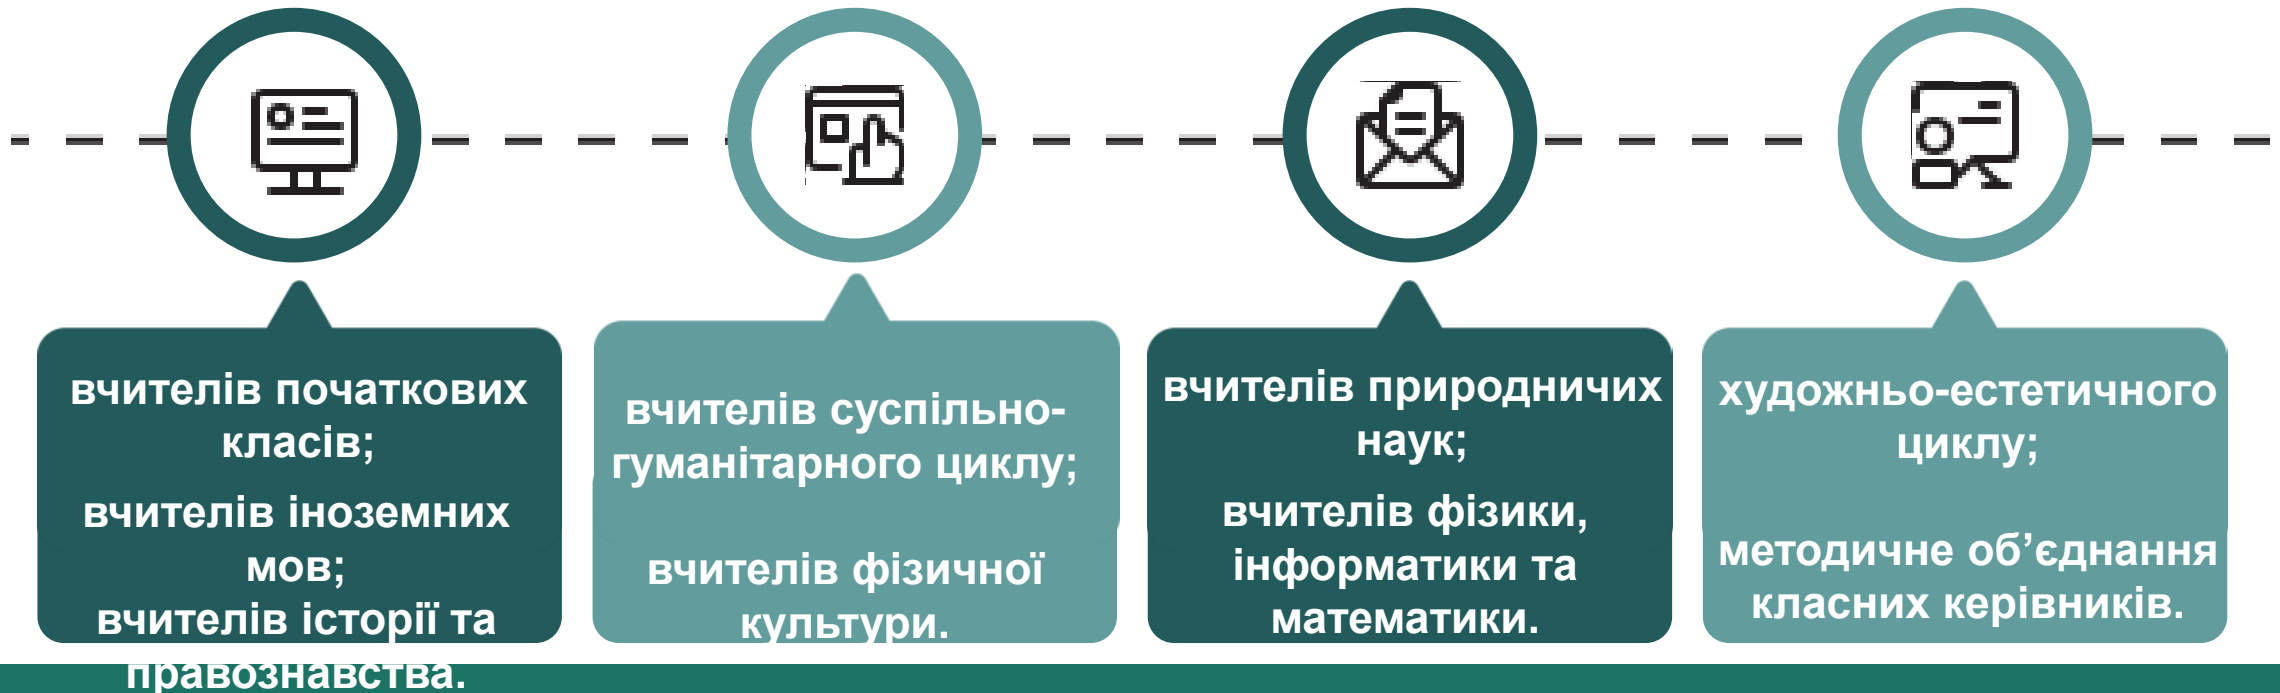 вчителів початкових
класів;
вчителів іноземних
мов;
вчителів історії та
правознавства.
вчителів суспільно-
гуманітарного циклу;
вчителів фізичної
культури.
вчителів природничих
наук;
вчителів фізики,
інформатики та
математики.
художньо-естетичного
циклу;
методичне об’єднання
класних керівників.